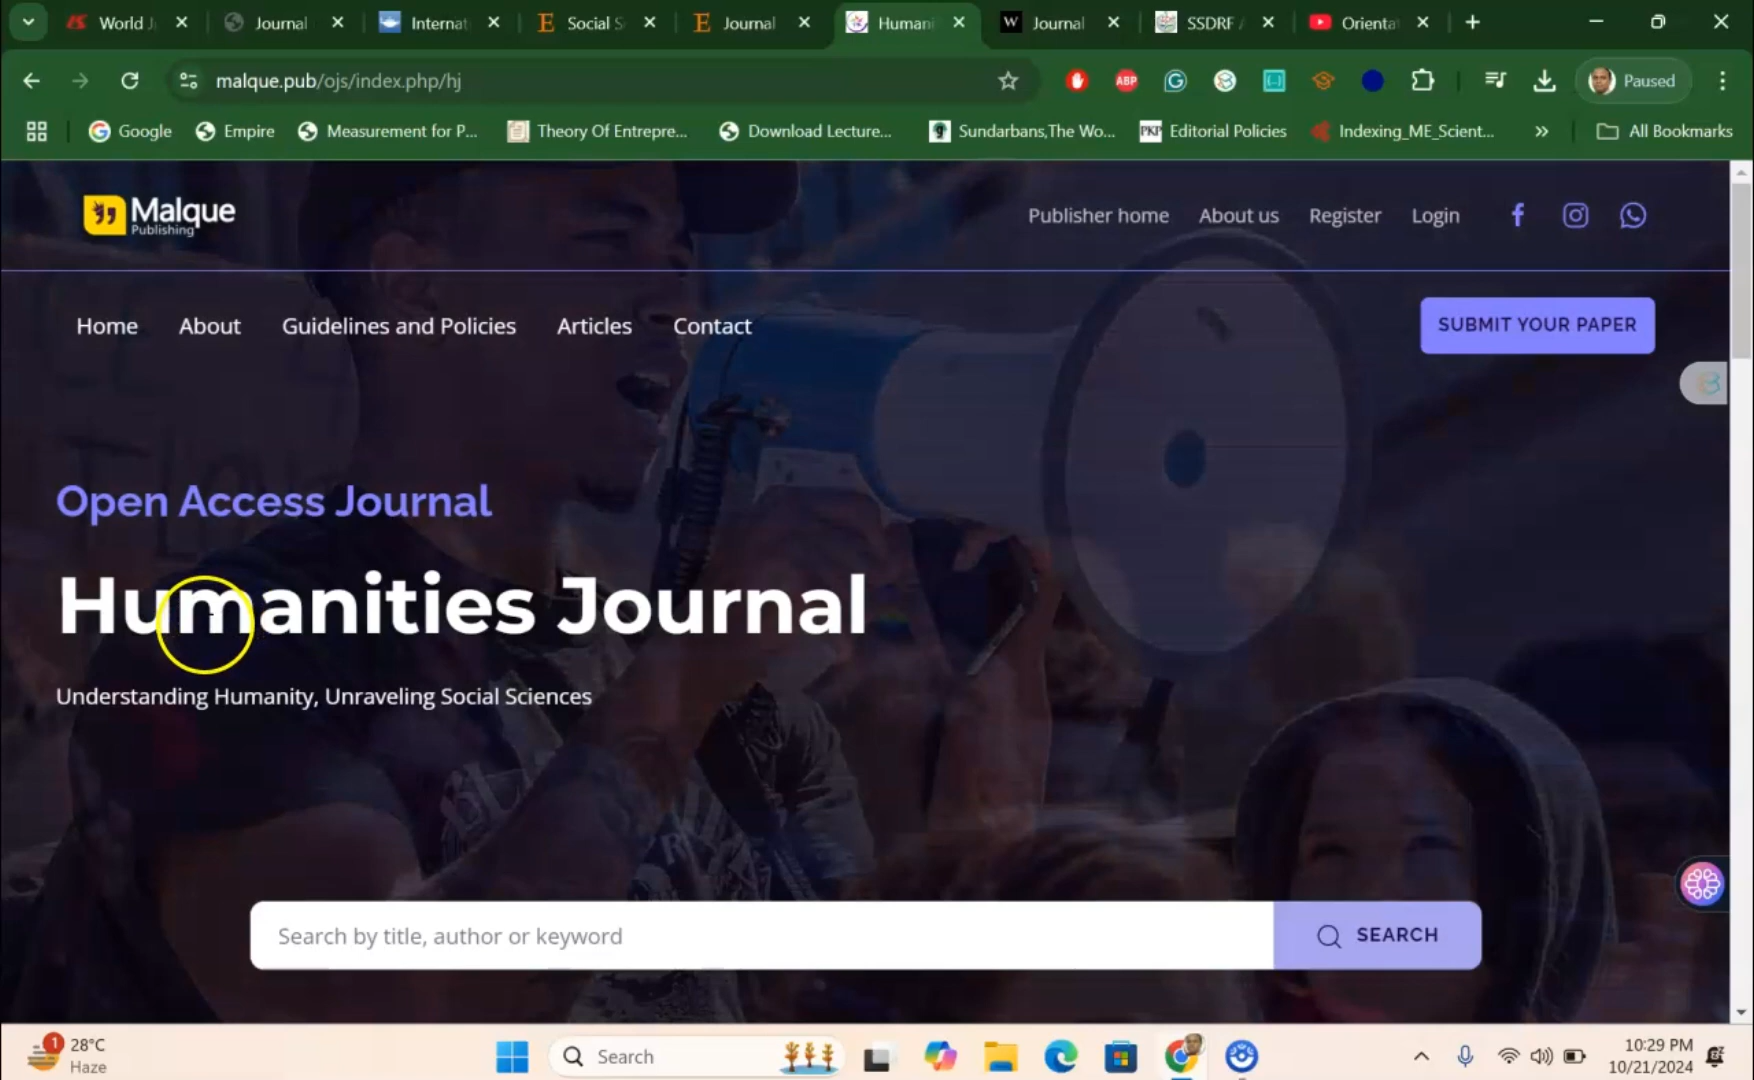 World J
Journal
Internat
Social S
Journal
Humani
W
Journal
SSDRF /
Orienta
malque.pub/ojs/index.php/hj
ABP
Paused
Google
Empire
Measurement for P...
Theory Of Entrepre...
Download Lecture...
Sundarbans,The Wo...
PKP
Editorial Policies
Indexing_ME_Scient...
»
All Bookmarks
Malque
Publishing
Publisher home
About us
Register
Login
Home
About
Guidelines and Policies
Articles
Contact
SUBMIT YOUR PAPER
Open Access Journal
Humanities Journal
Understanding Humanity, Unraveling Social Sciences
Search by title, author or keyword
SEARCH
1
28°C
Haze
Search
10:29 PM
10/21/2024